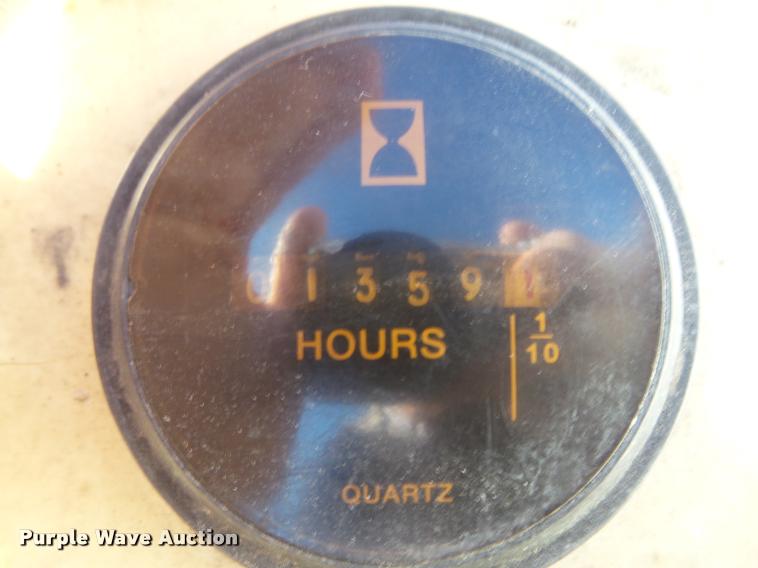 01359
HOURS
1
10
QUARTZ
Purple Wave Auction